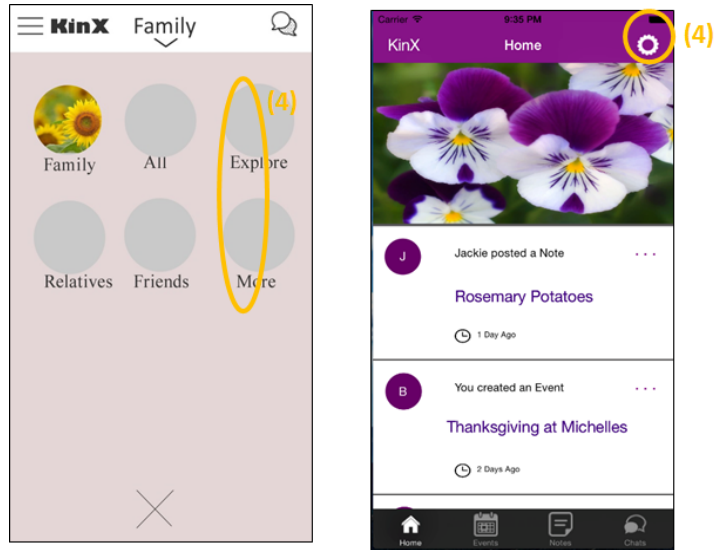 KinX Family
(4)
Family All Explore
Relatives Friends More
Carrier 9:35 PM
KinX Home
(4)
J
Jackie posted a Note
Rosemary Potatoes
1 Day Ago
B
You created an Event
Thanksgiving at Michelles
2 Days Ago
Home Events Notes Chats